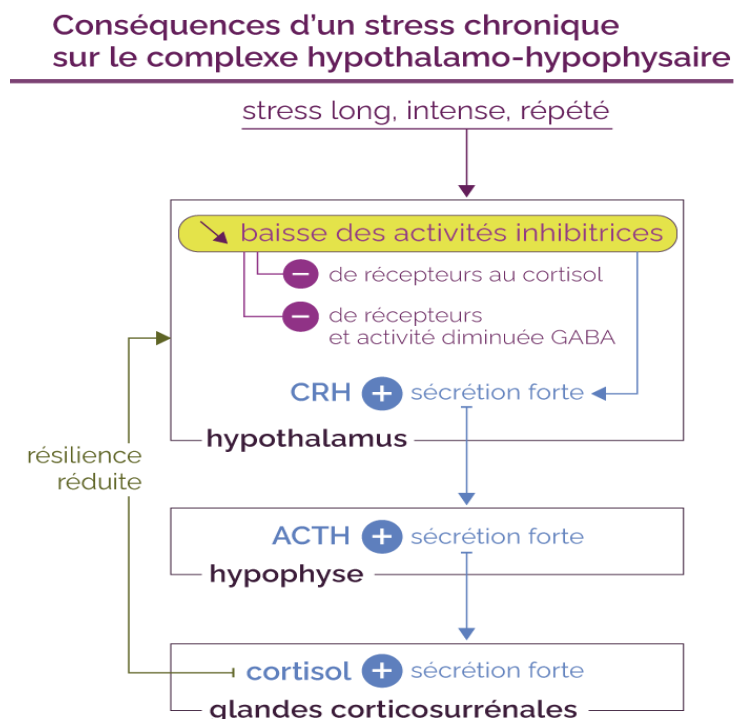 Conséquences d'un stress chronique
sur le complexe hypothalamo-hypophysaire
stress long, intense, répété
baisse des activités inhibitrices
de récepteurs au cortisol
de récepteurs
et activité diminuée GABA
CRH + sécrétion forte
hypothalamus
résilience
réduite
ACTH + sécrétion forte
hypophyse
cortisol + sécrétion forte
glandes corticosurrénales